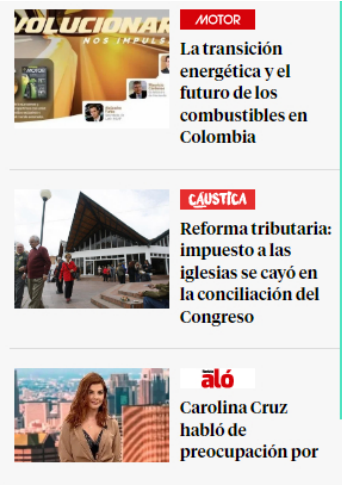 VOLUCIONAR
NOS IMPULS
MOTOR
La transición
energética y el
futuro de los
combustibles en
Colombia
CÁUSTICA
Reforma tributaria:
impuesto a las
iglesias se cayó en
la conciliación del
Congreso
aló
Carolina Cruz
habló de
preocupación por